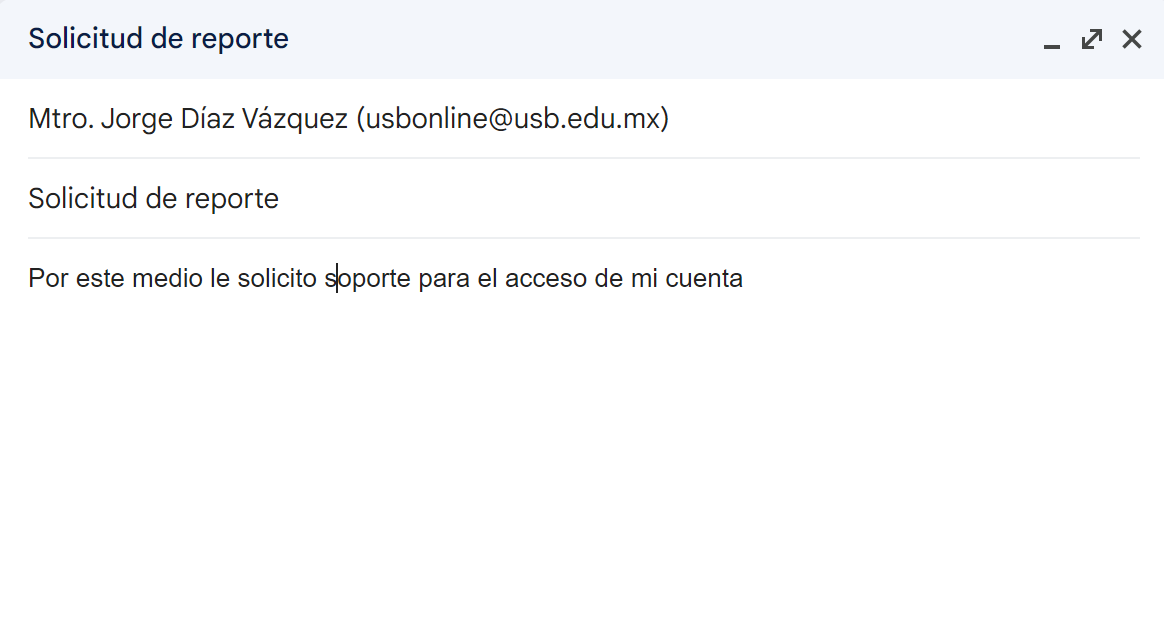 Solicitud de reporte
Mtro. Jorge Díaz Vázquez (usbonline@usb.edu.mx)
Solicitud de reporte
Por este medio le solicito soporte para el acceso de mi cuenta